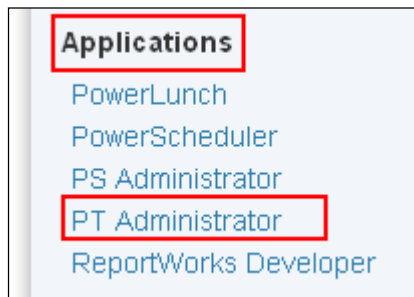 Applications
PowerLunch
PowerScheduler
PS Administrator
PT Administrator
ReportWorks Developer